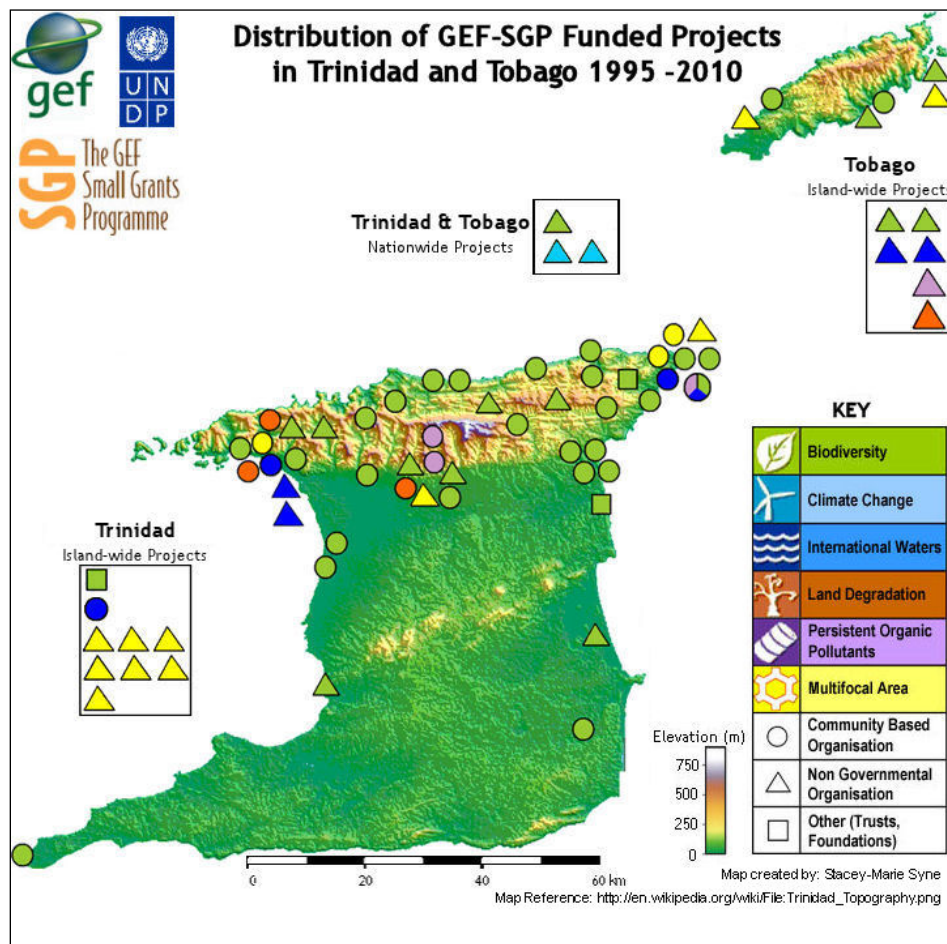 Distribution of GEF-SGP Funded Projects
in Trinidad and Tobago 1995 -2010
gef
U N
D P
SGP
The GEF
Small Grants
Programme
Tobago
Island-wide Projects
Trinidad & Tobago
Nationwide Projects
Trinidad
Island-wide Projects
KEY
Biodiversity
Climate Change
International Waters
Land Degradation
Persistent Organic
Pollutants
Multifocal Area
Community Based
Organisation
Non Governmental
Organisation
Other (Trusts,
Foundations)
Elevation (m)
750
500
250
0
0 20 40 60 km
Map created by: Stacey-Marie Syne
Map Reference: http://en.wikipedia.org/wiki/File:Trinidad_Topography.png